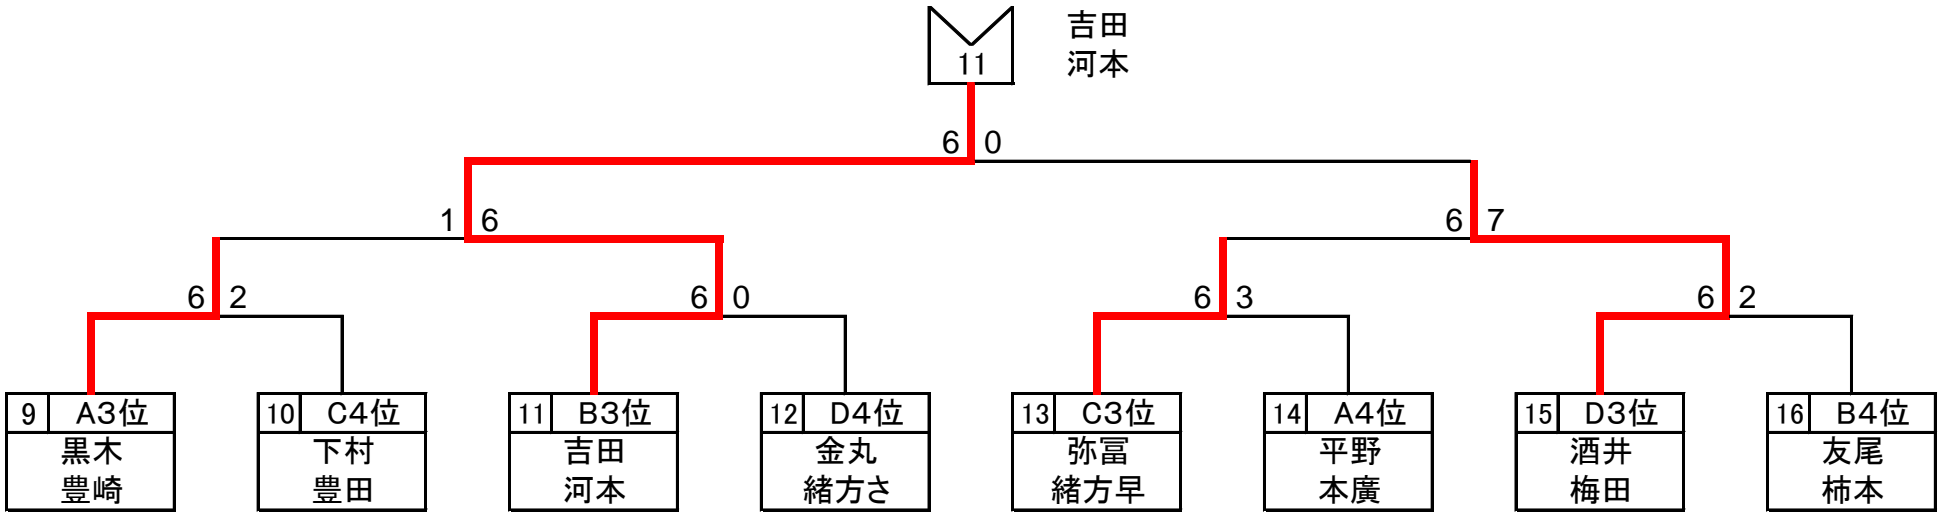 吉田
11 河本
6 0
1 6 6 7
6 2 6 0 6 3 6 2
9 A3位 10 C4位 11 B3位 12 D4位 13 C3位 14 A4位 15 D3位 16 B4位
黒木 下村 吉田 金丸 弥冨 平野 酒井 友尾
豊崎 豊田 河本 緒方さ 緒方早 本廣 梅田 柿本